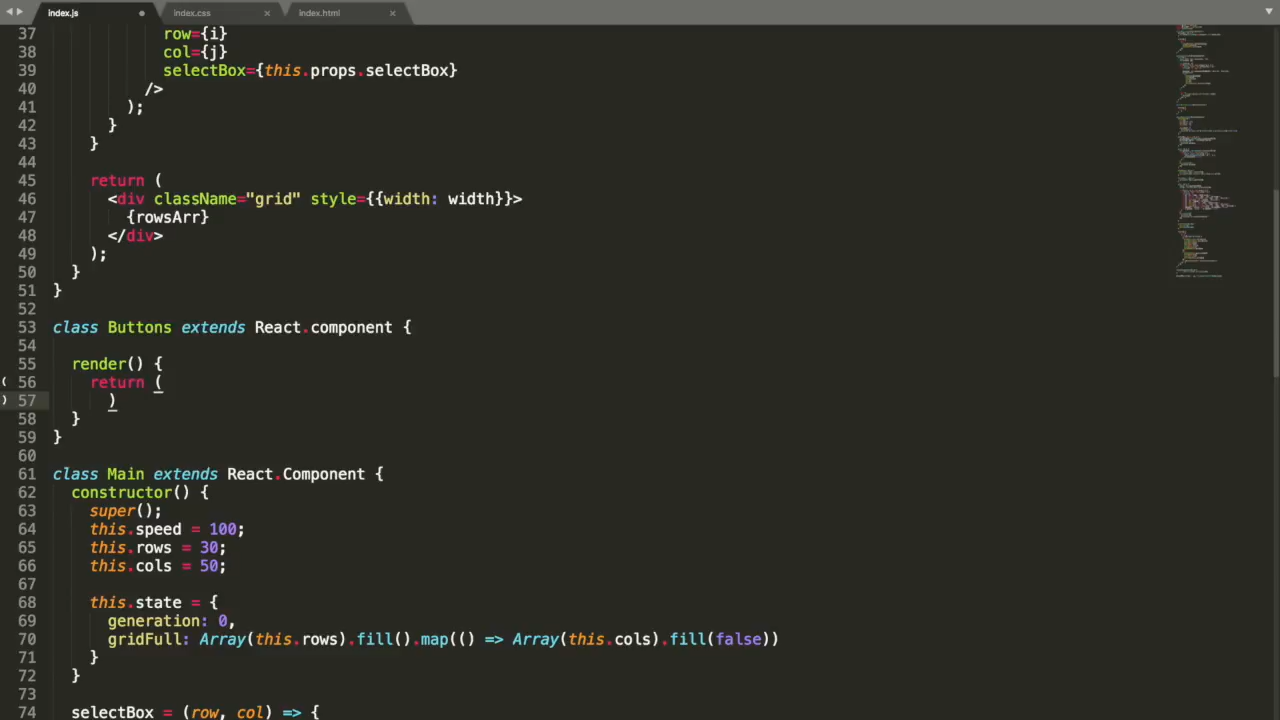 index.js
index.css
index.html
37 row={i}
38 col={j}
39 selectBox={this.props.selectBox}
40 />
41 );
42 }
43 }
44
45 return (
46 <div className="grid" style={{width: width}}>
47 {rowsArr}
48 </div>
49 );
50 }
51 }
52
53 class Buttons extends React.component {
54
55 render() {
( 56 return (
) 57 )
58 }
59 }
60
61 class Main extends React.Component {
62 constructor() {
63 super();
64 this.speed = 100;
65 this.rows = 30;
66 this.cols = 50;
67
68 this.state = {
69 generation: 0,
70 gridFull: Array(this.rows).fill().map(() => Array(this.cols).fill(false))
71 }
72 }
73
74 selectBox = (row, col) => {